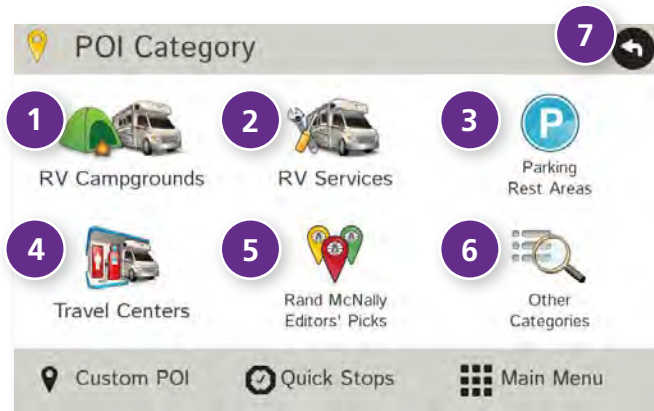 POI Category
7
1
2
3
RV Campgrounds
RV Services
P
Parking
Rest Areas
4
5
6
Travel Centers
Rand McNally
Editors' Picks
Other
Categories
Custom POI
Quick Stops
Main Menu